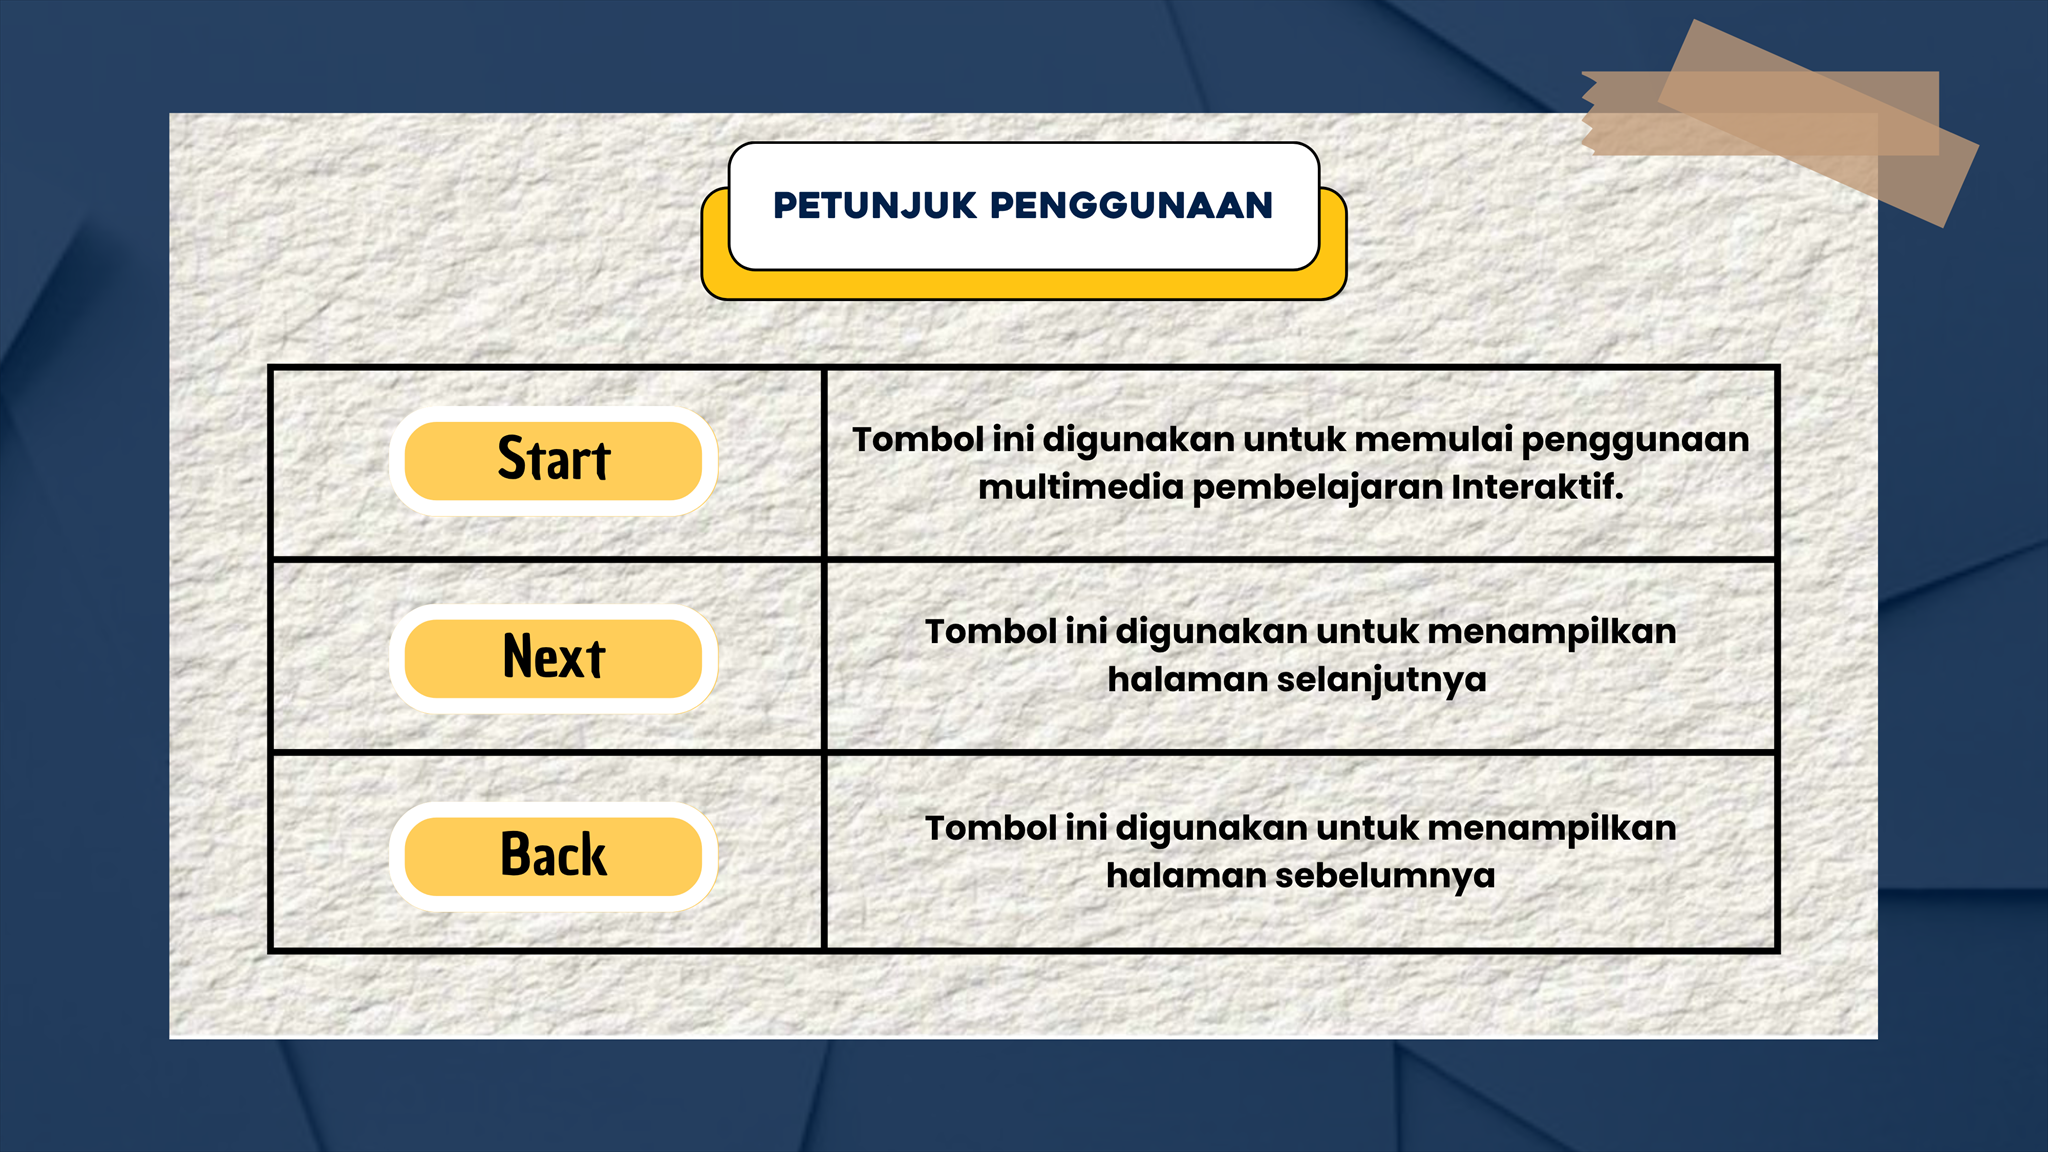 PETUNJUK PENGGUNAAN
Start
Tombol ini digunakan untuk memulai penggunaan
multimedia pembelajaran Interaktif.
Next
Tombol ini digunakan untuk menampilkan
halaman selanjutnya
Back
Tombol ini digunakan untuk menampilkan
halaman sebelumnya